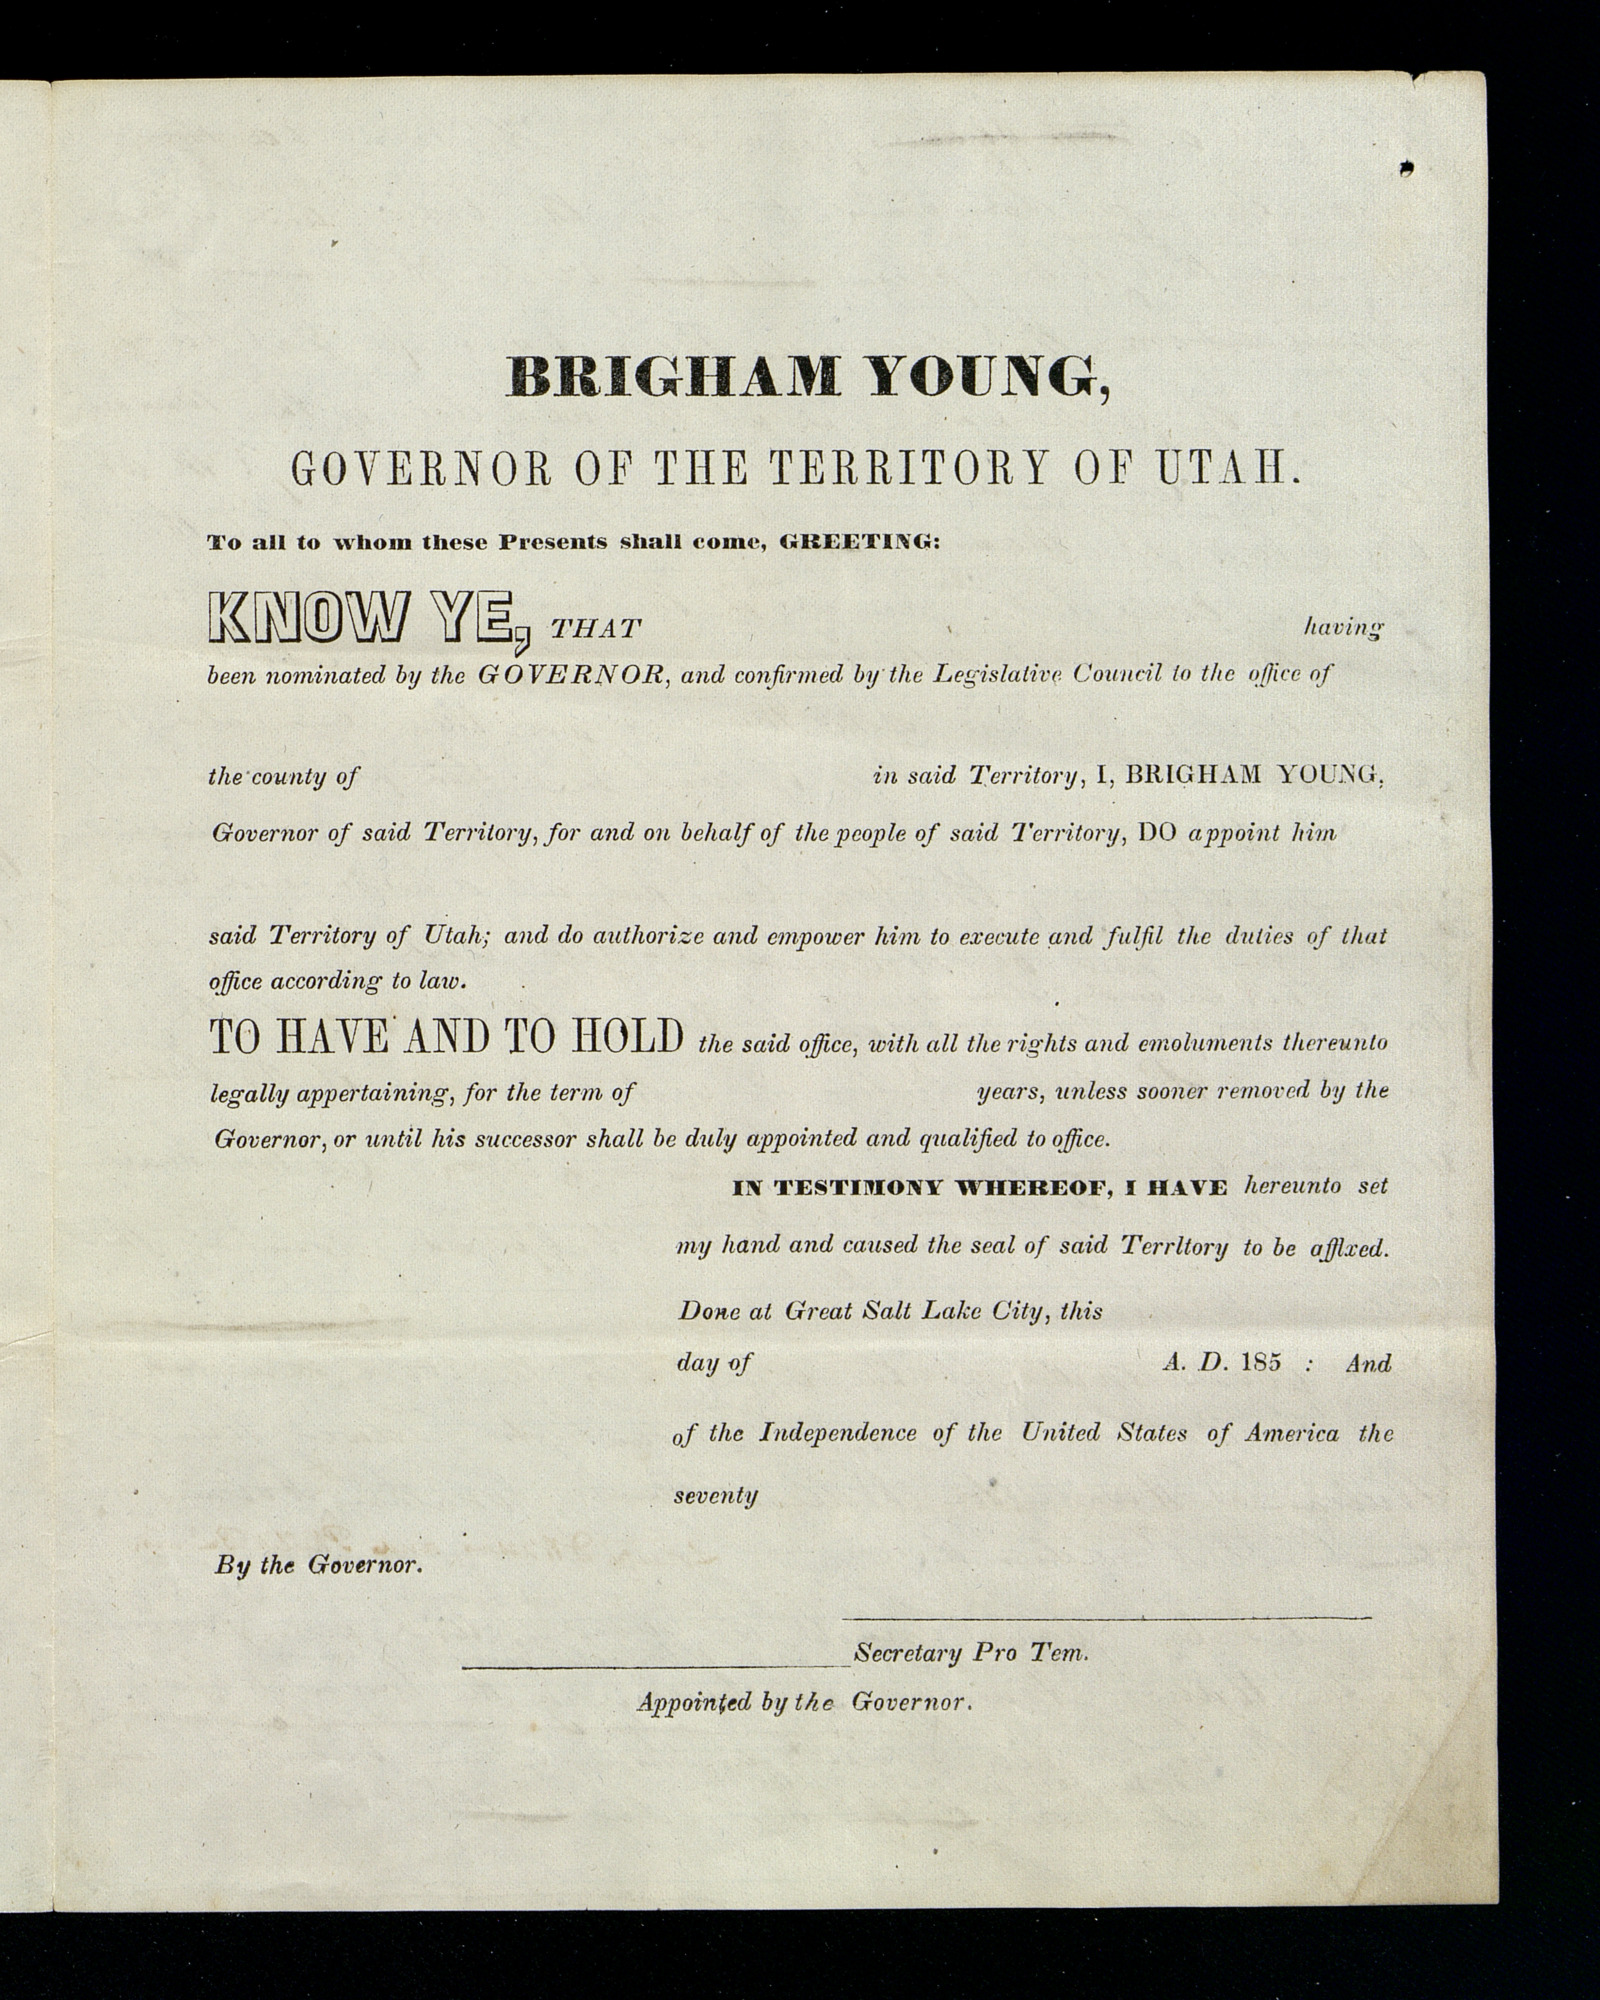 BRIGHAM YOUNG,
GOVERNOR OF THE TERRITORY OF UTAH.
To all to whom these Presents shall come, GREETING:
KNOW YE, THAT having
been nominated by the GOVERNOR, and confirmed by the Legislative Council to the office of
the county of in said Territory, I, BRIGHAM YOUNG,
Governor of said Territory, for and on behalf of the people of said Territory, DO appoint him
said Territory of Utah; and do authorize and empower him to execute and fulfil the duties of that
office according to law.
TO HAVE AND TO HOLD the said office, with all the rights and emoluments thereunto
legally appertaining, for the term of years, unless sooner removed by the
Governor, or until his successor shall be duly appointed and qualified to office.
IN TESTIMONY WHEREOF, I HAVE hereunto set
my hand and caused the seal of said Terrltory to be afflxed.
Done at Great Salt Lake City, this
day of A. D. 185 : And
of the Independence of the United States of America the
seventy
By the Governor.
Secretary Pro Tem.
Appointed by the Governor.